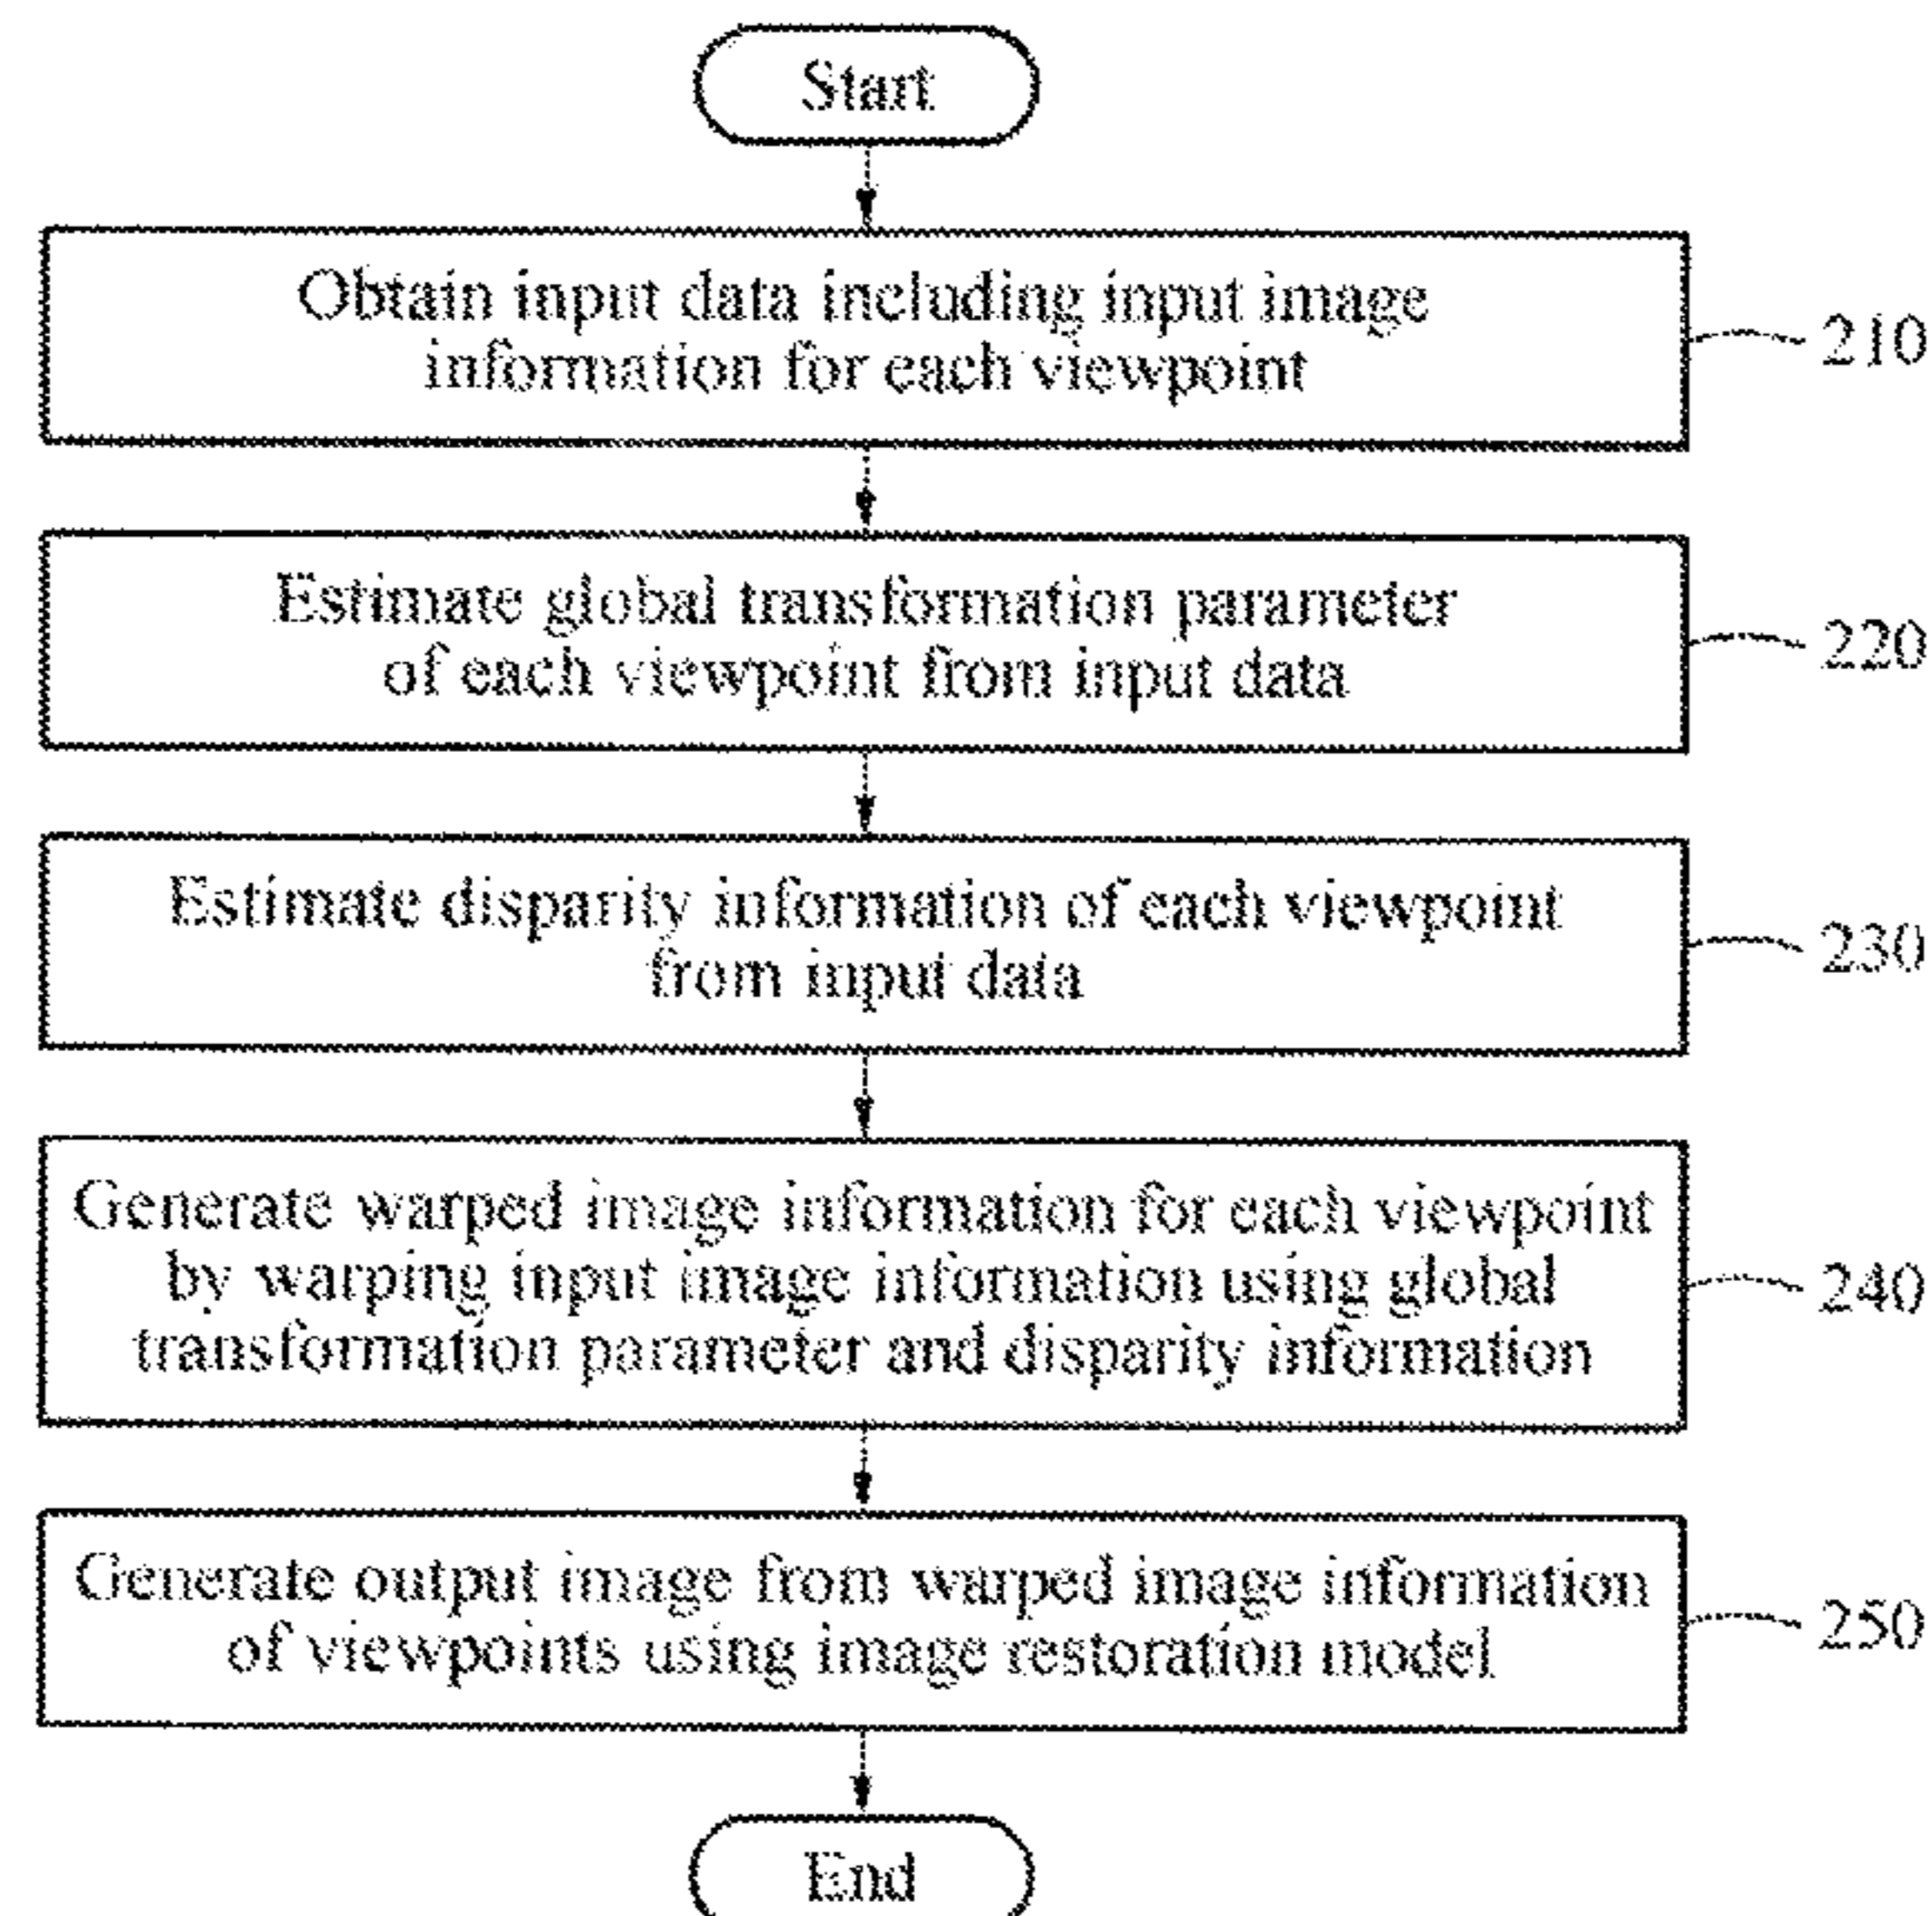 Start
Obtain input data including input image
information for each viewpoint
210
Estimate global transformation parameter
of each viewpoint from input data
220
Estimate disparity information of each viewpoint
from input data
230
Generate warped image information for each viewpoint
by warping input image information using global
transformation parameter and disparity information
240
Generate output image from warped image information
of viewpoints using image restoration model
250
End